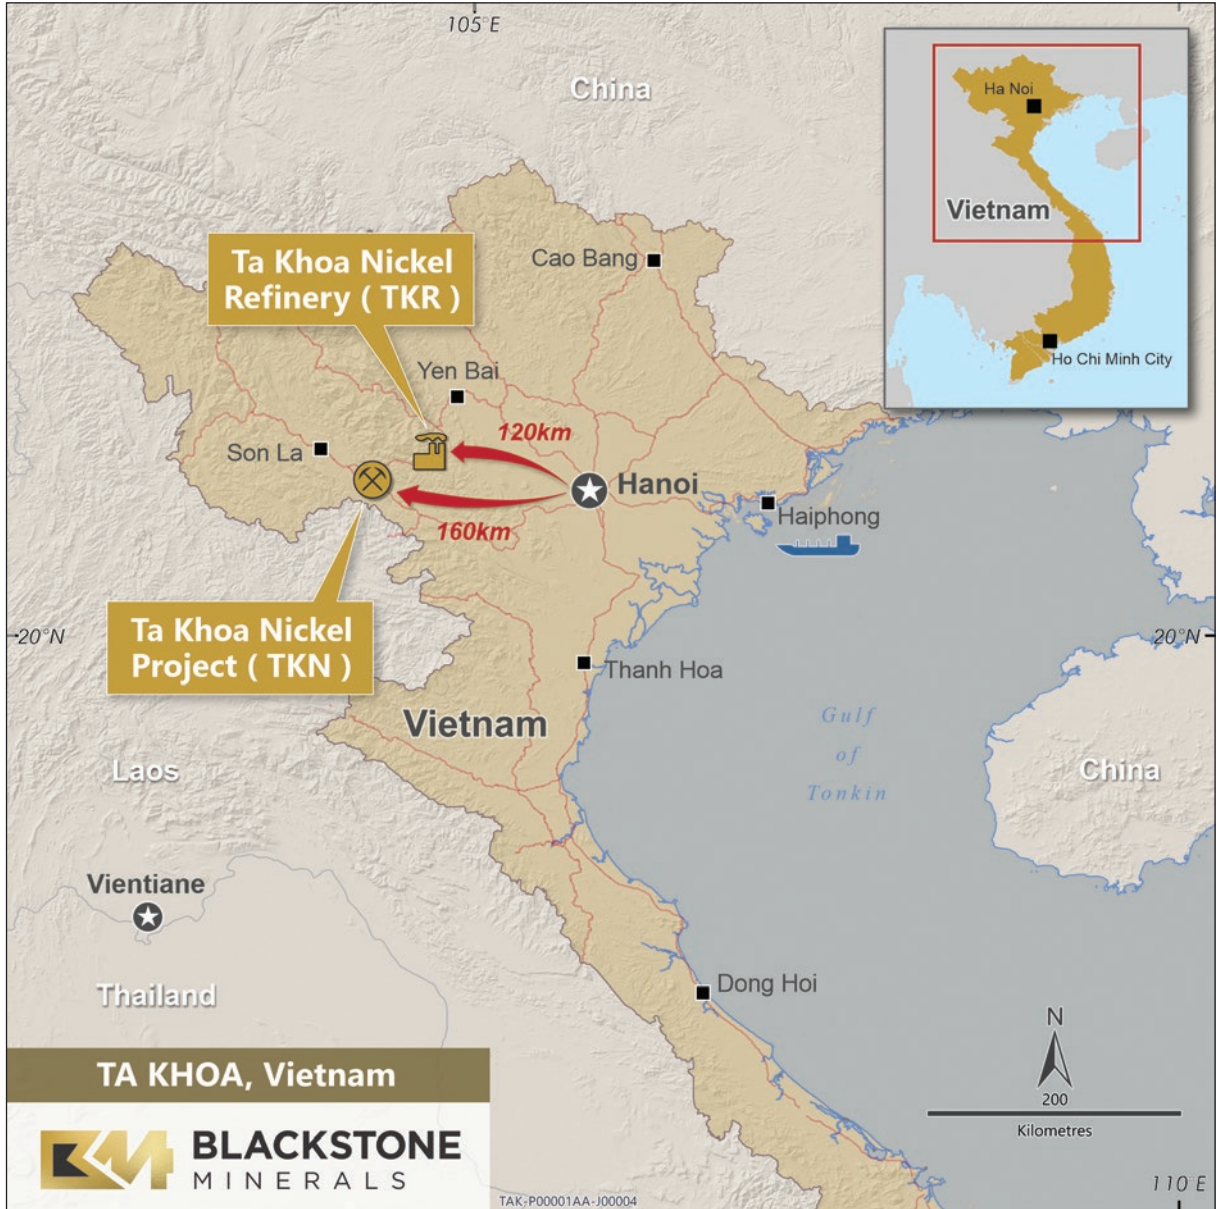 105°E
China
Ha Noi
Vietnam
Ho Chi Minh City
Ta Khoa Nickel
Refinery ( TKR )
Cao Bang
Yen Bai
120km
Son La
Hanoi
160km
Haiphong
20°N
20°N
Ta Khoa Nickel
Project ( TKN )
Thanh Hoa
Vietnam
Gulf
of
Tonkin
Laos
China
Vientiane
Thailand
Dong Hoi
N
200
Kilometres
TA KHOA, Vietnam
BLACKSTONE
MINERALS
TAK-P00001AA-J00004
110 E